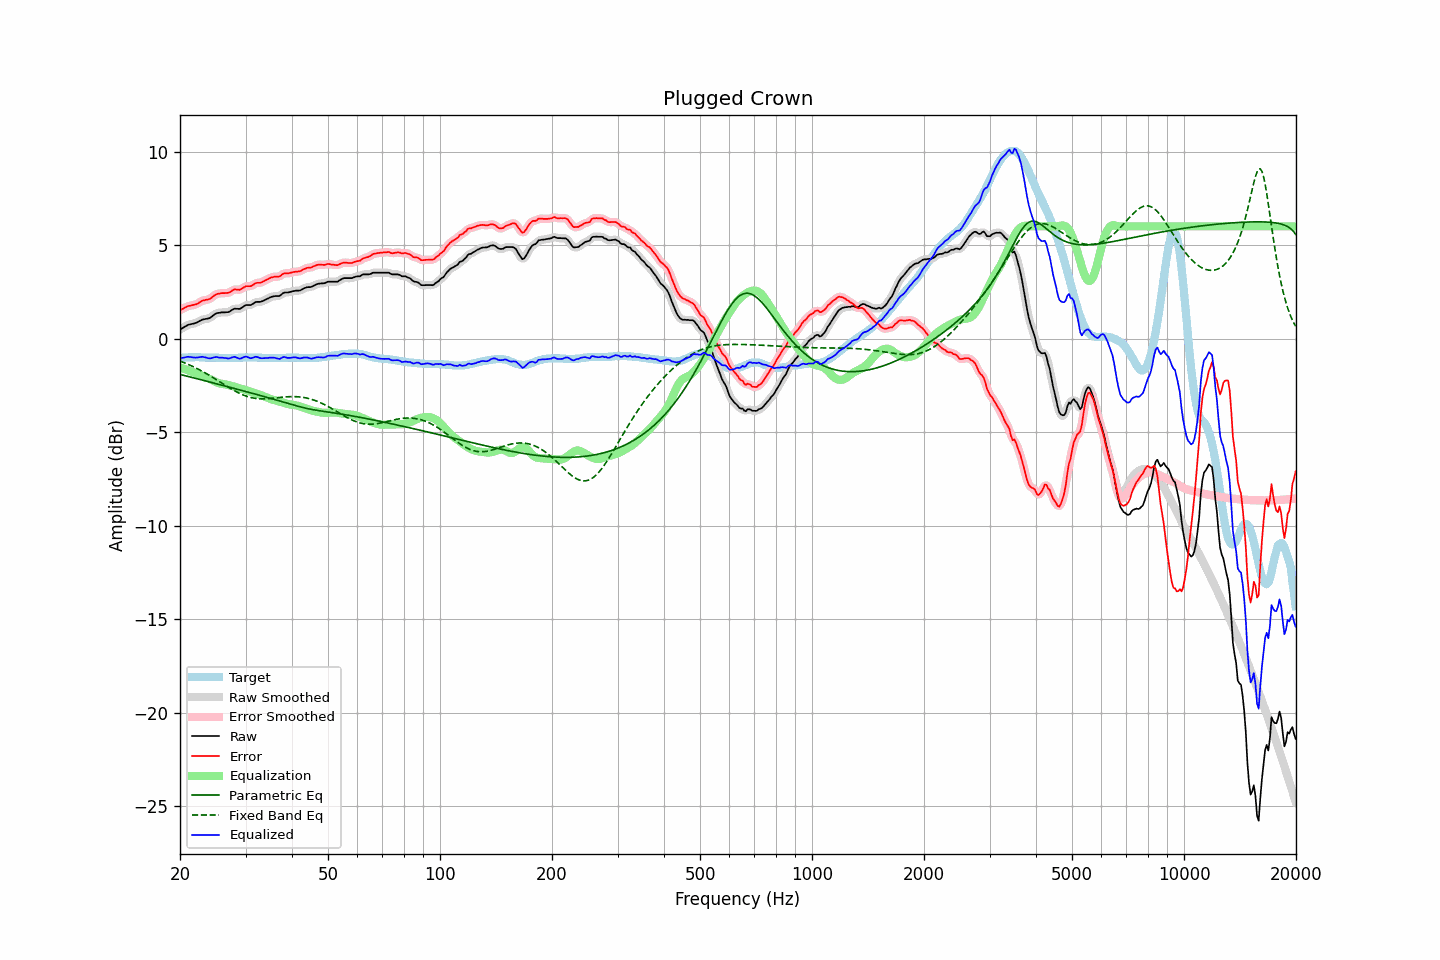 Plugged Crown
Amplitude (dBr)
10
5
0
−5
−10
−15
−20
−25
Target
Raw Smoothed
Error Smoothed
Raw
Error
Equalization
Parametric Eq
Fixed Band Eq
Equalized
20 50 100 200 500 1000 2000 5000 10000 20000
Frequency (Hz)